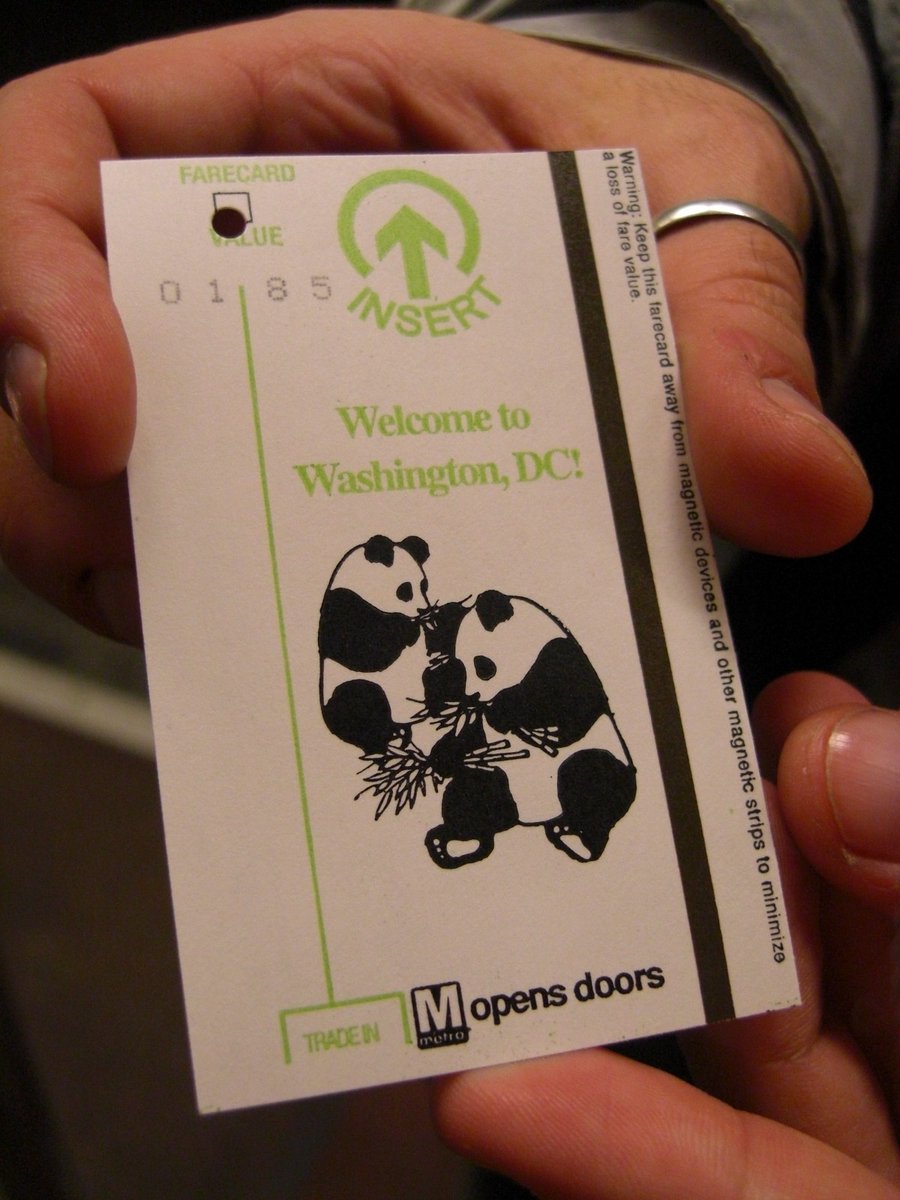 FARECARD
VALUE
0 1 8 5
INSERT
Welcome to
Washington, DC!
TRADE IN
M
metro
opens doors
Warning: Keep this farecard away from magnetic devices and other magnetic strips to minimize
a loss of fare value.